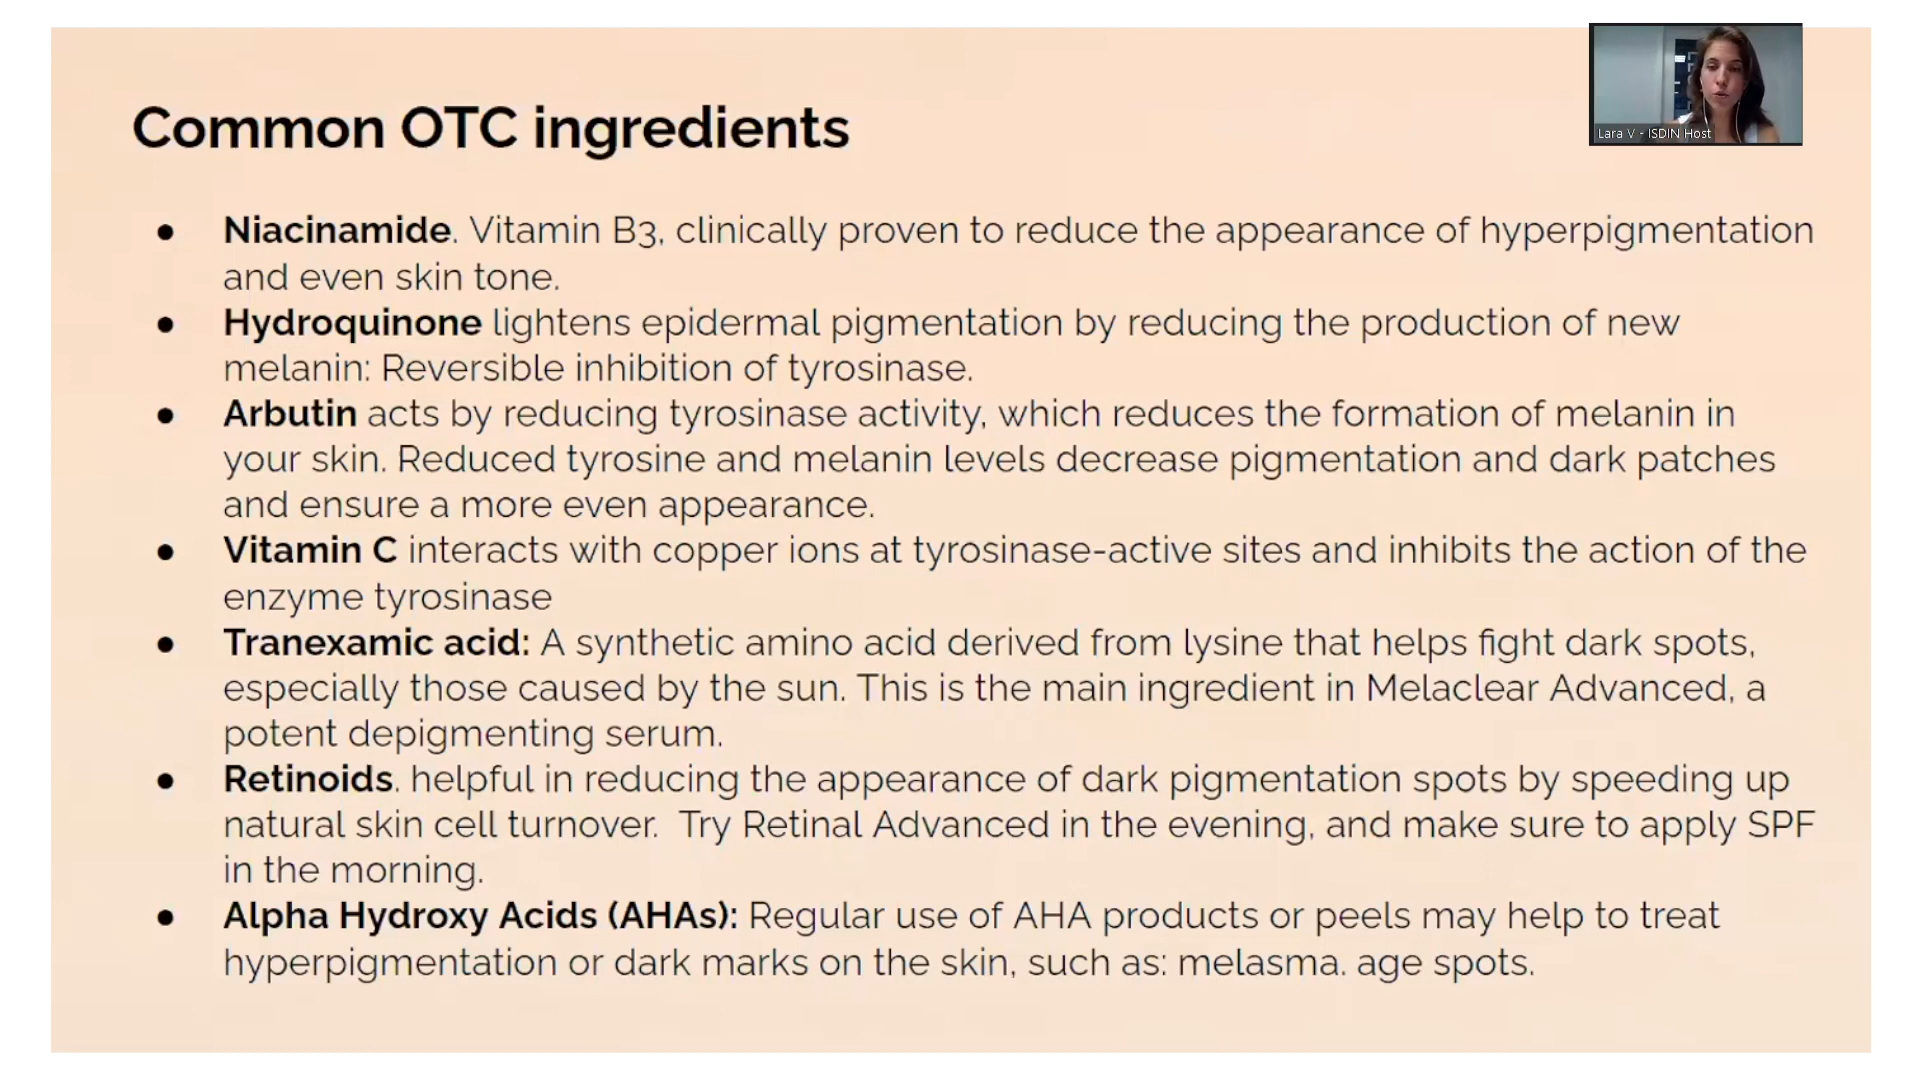 Lara V - ISDIN Host
Common OTC ingredients
● Niacinamide. Vitamin B3, clinically proven to reduce the appearance of hyperpigmentation
and even skin tone.
● Hydroquinone lightens epidermal pigmentation by reducing the production of new
melanin: Reversible inhibition of tyrosinase.
● Arbutin acts by reducing tyrosinase activity, which reduces the formation of melanin in
your skin. Reduced tyrosine and melanin levels decrease pigmentation and dark patches
and ensure a more even appearance.
● Vitamin C interacts with copper ions at tyrosinase-active sites and inhibits the action of the
enzyme tyrosinase
● Tranexamic acid: A synthetic amino acid derived from lysine that helps fight dark spots,
especially those caused by the sun. This is the main ingredient in Melaclear Advanced, a
potent depigmenting serum.
● Retinoids. helpful in reducing the appearance of dark pigmentation spots by speeding up
natural skin cell turnover. Try Retinal Advanced in the evening, and make sure to apply SPF
in the morning.
● Alpha Hydroxy Acids (AHAs): Regular use of AHA products or peels may help to treat
hyperpigmentation or dark marks on the skin, such as: melasma. age spots.